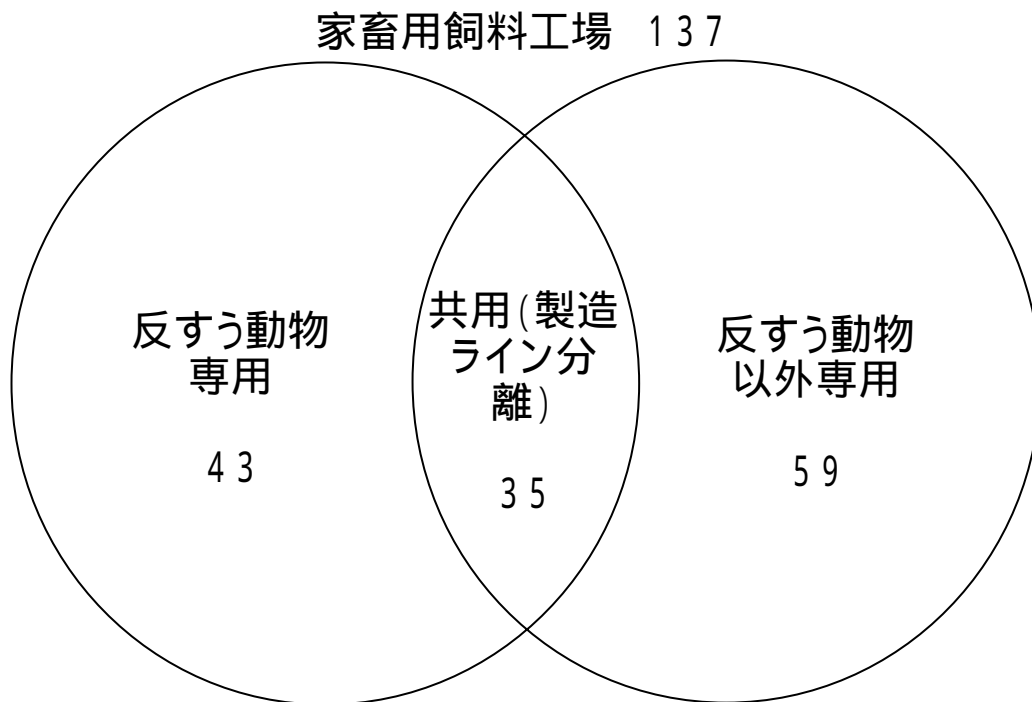 家畜用飼料工場 137
反すう動物
専用
43
共用(製造
ライン分
離)
35
反すう動物
以外専用
59